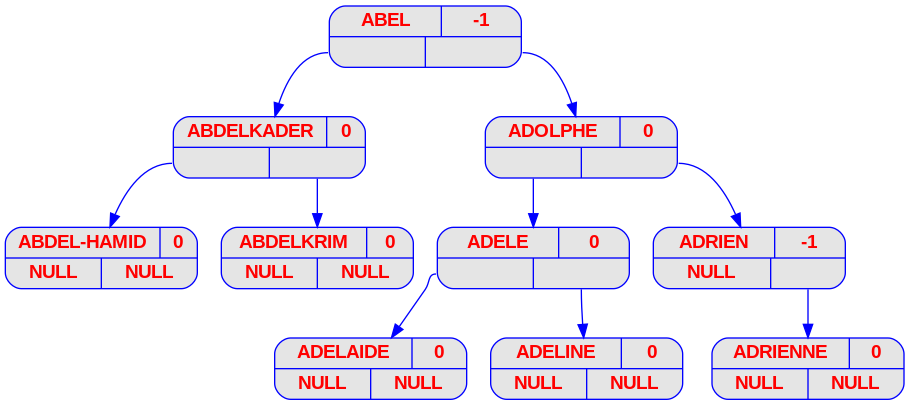 ABEL -1
ABDELKADER 0 ADOLPHE 0
ABDEL-HAMID 0 ABDELKRIM 0 ADELE 0 ADRIEN -1
NULL NULL NULL NULL NULL
ADELAIDE 0 ADELINE 0 ADRIENNE 0
NULL NULL NULL NULL NULL NULL